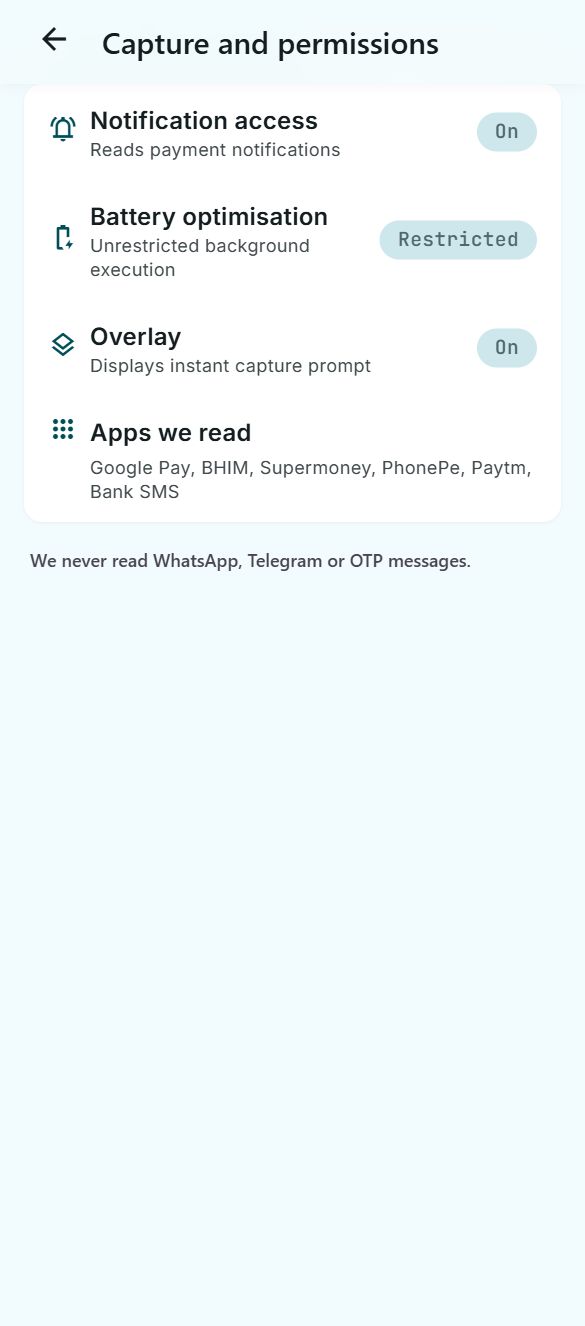 Capture and permissions
Notification access
On
Reads payment notifications
Battery optimisation
Restricted
Unrestricted background
execution
Overlay
On
Displays instant capture prompt
Apps we read
Google Pay, BHIM, Supermoney, PhonePe, Paytm,
Bank SMS
We never read WhatsApp, Telegram or OTP messages.